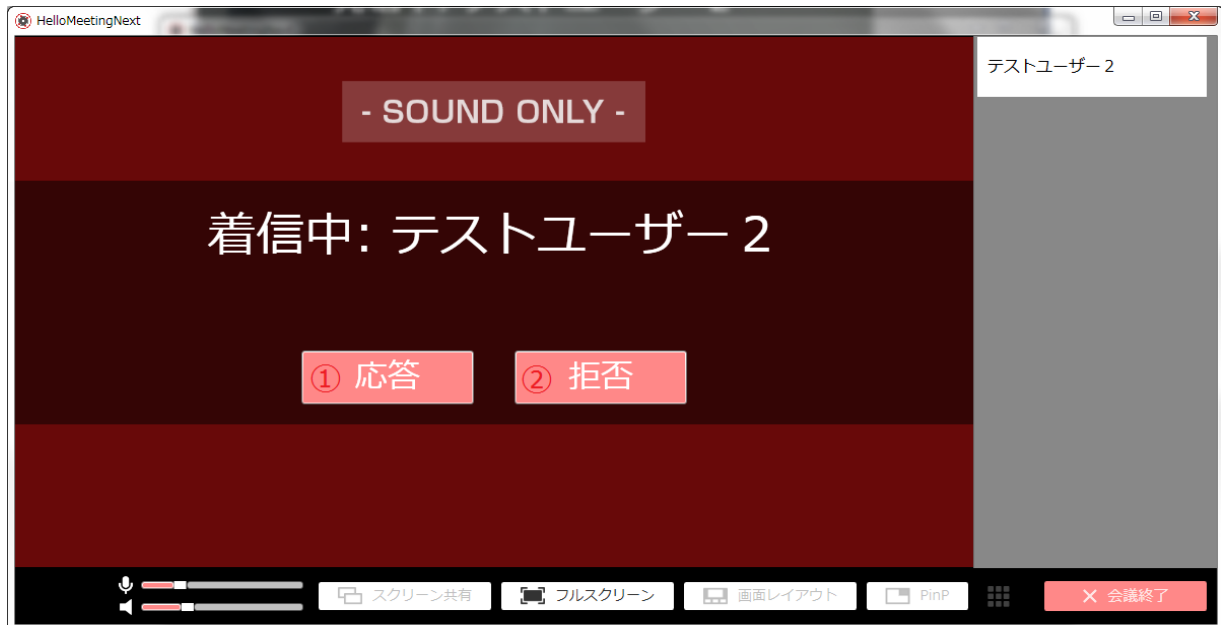 HelloMeetingNext
テストユーザー2
- SOUND ONLY -
着信中: テストユーザー2
① 応答
② 拒否
スクリーン共有
フルスクリーン
画面レイアウト
PinP
× 会議終了